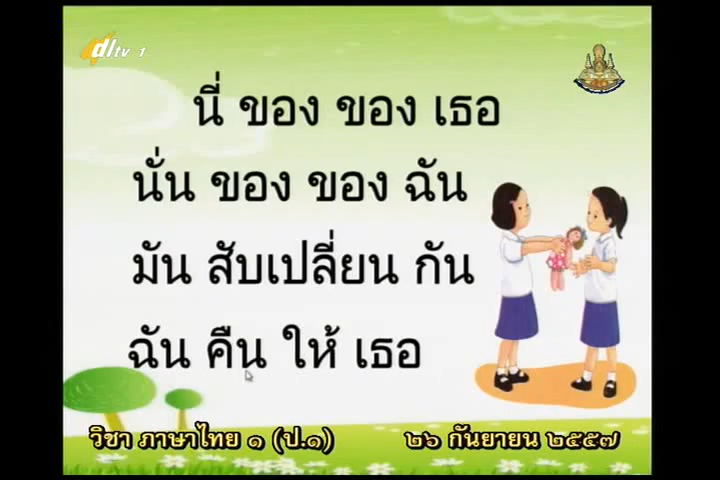 dltv 1
นี่ ของ ของ เธอ
นั่น ของ ของ ฉัน
มัน สับเปลี่ยน กัน
ฉัน คืน ให้ เธอ
วิชา ภาษาไทย ๑ (ป.๑) ๒๖ กันยายน ๒๕๕๗